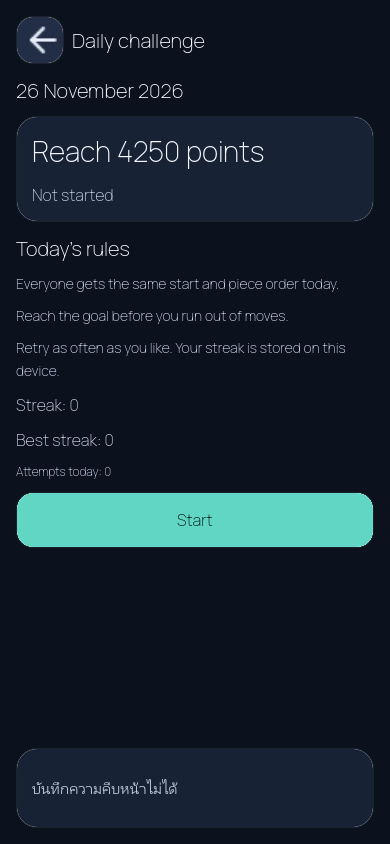 Daily challenge
26 November 2026
Reach 4250 points
Not started
Today's rules
Everyone gets the same start and piece order today.
Reach the goal before you run out of moves.
Retry as often as you like. Your streak is stored on this
device.
Streak: 0
Best streak: 0
Attempts today: 0
Start
บันทึกความคืบหน้าไม่ได้